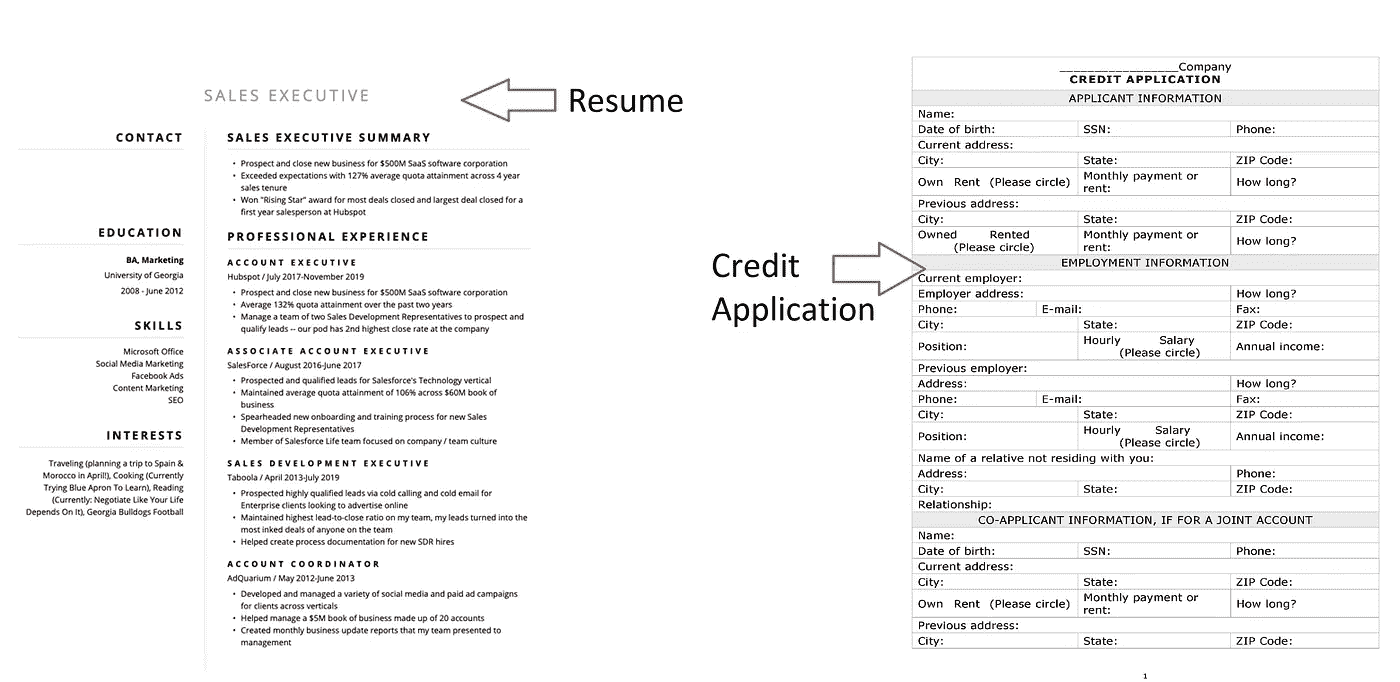 SALES EXECUTIVE
Resume
CONTACT
EDUCATION
BA, Marketing
University of Georgia
2008 - June 2012
SKILLS
Microsoft Office
Social Media Marketing
Facebook Ads
Content Marketing
SEO
INTERESTS
Traveling (planning a trip to Spain &
Morocco in April!), Cooking (Currently
Trying Blue Apron To Learn), Reading
(Currently: Negotiate Like Your Life
Depends On It), Georgia Bulldogs Football
SALES EXECUTIVE SUMMARY
• Prospect and close new business for $500M SaaS software corporation
• Exceeded expectations with 127% average quota attainment across 4 year
sales tenure
• Won "Rising Star" award for most deals closed and largest deal closed for a
first year salesperson at Hubspot
PROFESSIONAL EXPERIENCE
ACCOUNT EXECUTIVE
Hubspot / July 2017-November 2019
• Prospect and close new business for $500M SaaS software corporation
• Average 132% quota attainment over the past two years
• Manage a team of two Sales Development Representatives to prospect and
qualify leads -- our pod has 2nd highest close rate at the company
ASSOCIATE ACCOUNT EXECUTIVE
SalesForce / August 2016-June 2017
• Prospected and qualified leads for Salesforce's Technology vertical
• Maintained average quota attainment of 106% across $60M book of
business
• Spearheaded new onboarding and training process for new Sales
Development Representatives
• Member of Salesforce Life team focused on company / team culture
SALES DEVELOPMENT EXECUTIVE
Taboola / April 2013-July 2019
• Prospected highly qualified leads via cold calling and cold email for
Enterprise clients looking to advertise online
• Maintained highest lead-to-close ratio on my team, my leads turned into the
most inked deals of anyone on the team
• Helped create process documentation for new SDR hires
ACCOUNT COORDINATOR
AdQuarium / May 2012-June 2013
• Developed and managed a variety of social media and paid ad campaigns
for clients across verticals
• Helped manage a $5M book of business made up of 20 accounts
• Created monthly business update reports that my team presented to
management
Credit
Application
_________________Company
CREDIT APPLICATION
APPLICANT INFORMATION
Name:
Date of birth: SSN: Phone:
Current address:
City: State: ZIP Code:
Own Rent (Please circle) Monthly payment or
rent: How long?
Previous address:
City: State: ZIP Code:
Owned Rented
(Please circle) Monthly payment or
rent: How long?
EMPLOYMENT INFORMATION
Current employer:
Employer address: How long?
Phone: E-mail: Fax:
City: State: ZIP Code:
Position: Hourly Salary
(Please circle) Annual income:
Previous employer:
Address: How long?
Phone: E-mail: Fax:
City: State: ZIP Code:
Position: Hourly Salary
(Please circle) Annual income:
Name of a relative not residing with you:
Address: Phone:
City: State: ZIP Code:
Relationship:
CO-APPLICANT INFORMATION, IF FOR A JOINT ACCOUNT
Name:
Date of birth: SSN: Phone:
Current address:
City: State: ZIP Code:
Own Rent (Please circle) Monthly payment or
rent: How long?
Previous address:
City: State: ZIP Code:
1